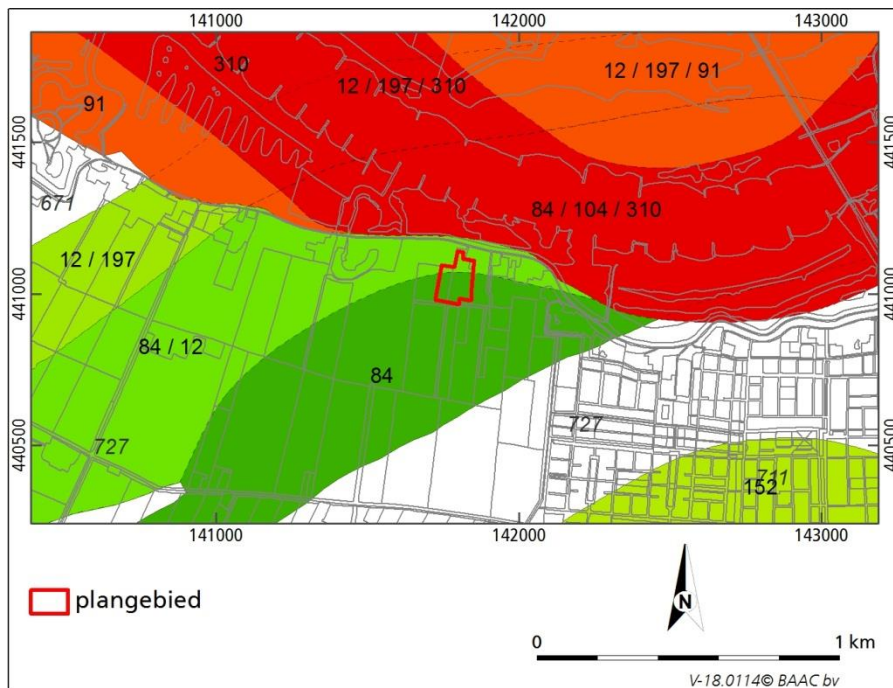 141000 142000 143000
310 12 / 197 / 310 12 / 197 / 91
91
441500 441500
671 84 / 104 / 310
12 / 197
441000 441000
84 / 12 84
727 727
440500 440500
711
152
141000 142000 143000
plangebied
N
0 1 km
V-18.0114© BAAC bv